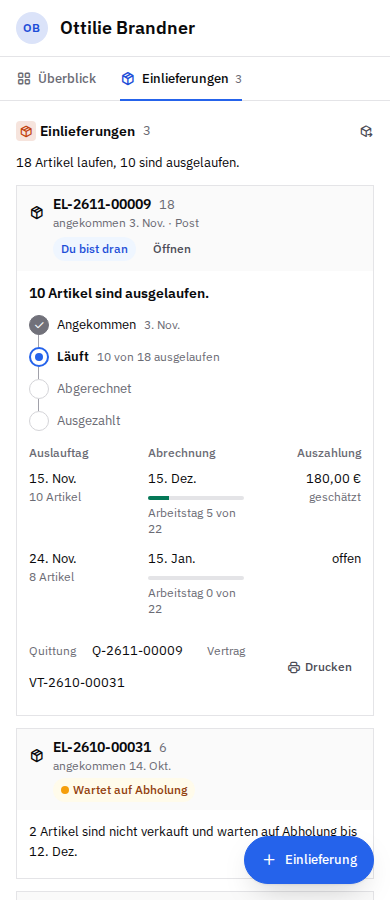 OB Ottilie Brandner
Überblick Einlieferungen 3
Einlieferungen 3
18 Artikel laufen, 10 sind ausgelaufen.
EL-2611-00009 18
angekommen 3. Nov. · Post
Du bist dran Öffnen
10 Artikel sind ausgelaufen.
Angekommen 3. Nov.
Läuft 10 von 18 ausgelaufen
Abgerechnet
Ausgezahlt
Auslauftag Abrechnung Auszahlung
15. Nov. 15. Dez. 180,00 €
10 Artikel geschätzt
Arbeitstag 5 von
22
24. Nov. 15. Jan. offen
8 Artikel
Arbeitstag 0 von
22
Quittung Q-2611-00009 Vertrag
Drucken
VT-2610-00031
EL-2610-00031 6
angekommen 14. Okt.
Wartet auf Abholung
2 Artikel sind nicht verkauft und warten auf Abholung bis
12. Dez.
Einlieferung